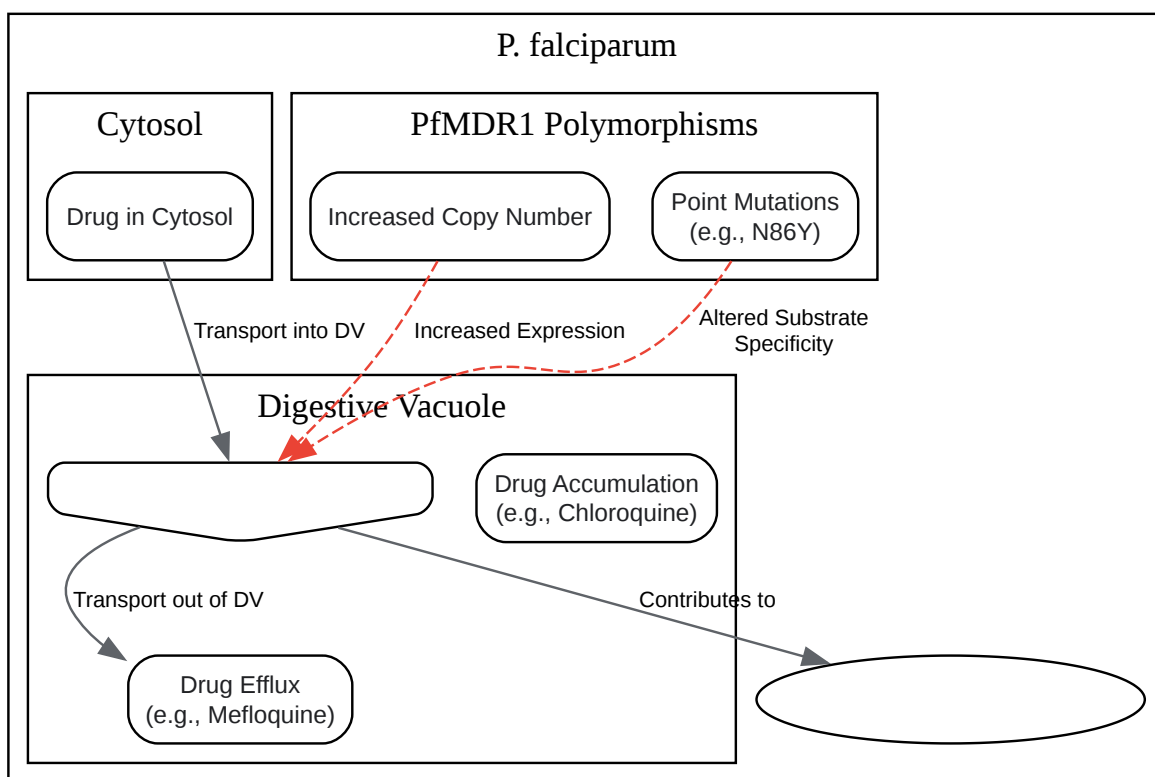 P. falciparum
Cytosol
PfMDR1 Polymorphisms
Drug in Cytosol
Increased Copy Number
Point Mutations
(e.g., N86Y)
Transport into DV
Increased Expression
Altered Substrate
Specificity
Digestive Vacuole
Drug Accumulation
(e.g., Chloroquine)
Transport out of DV
Contributes to
Drug Efflux
(e.g., Mefloquine)